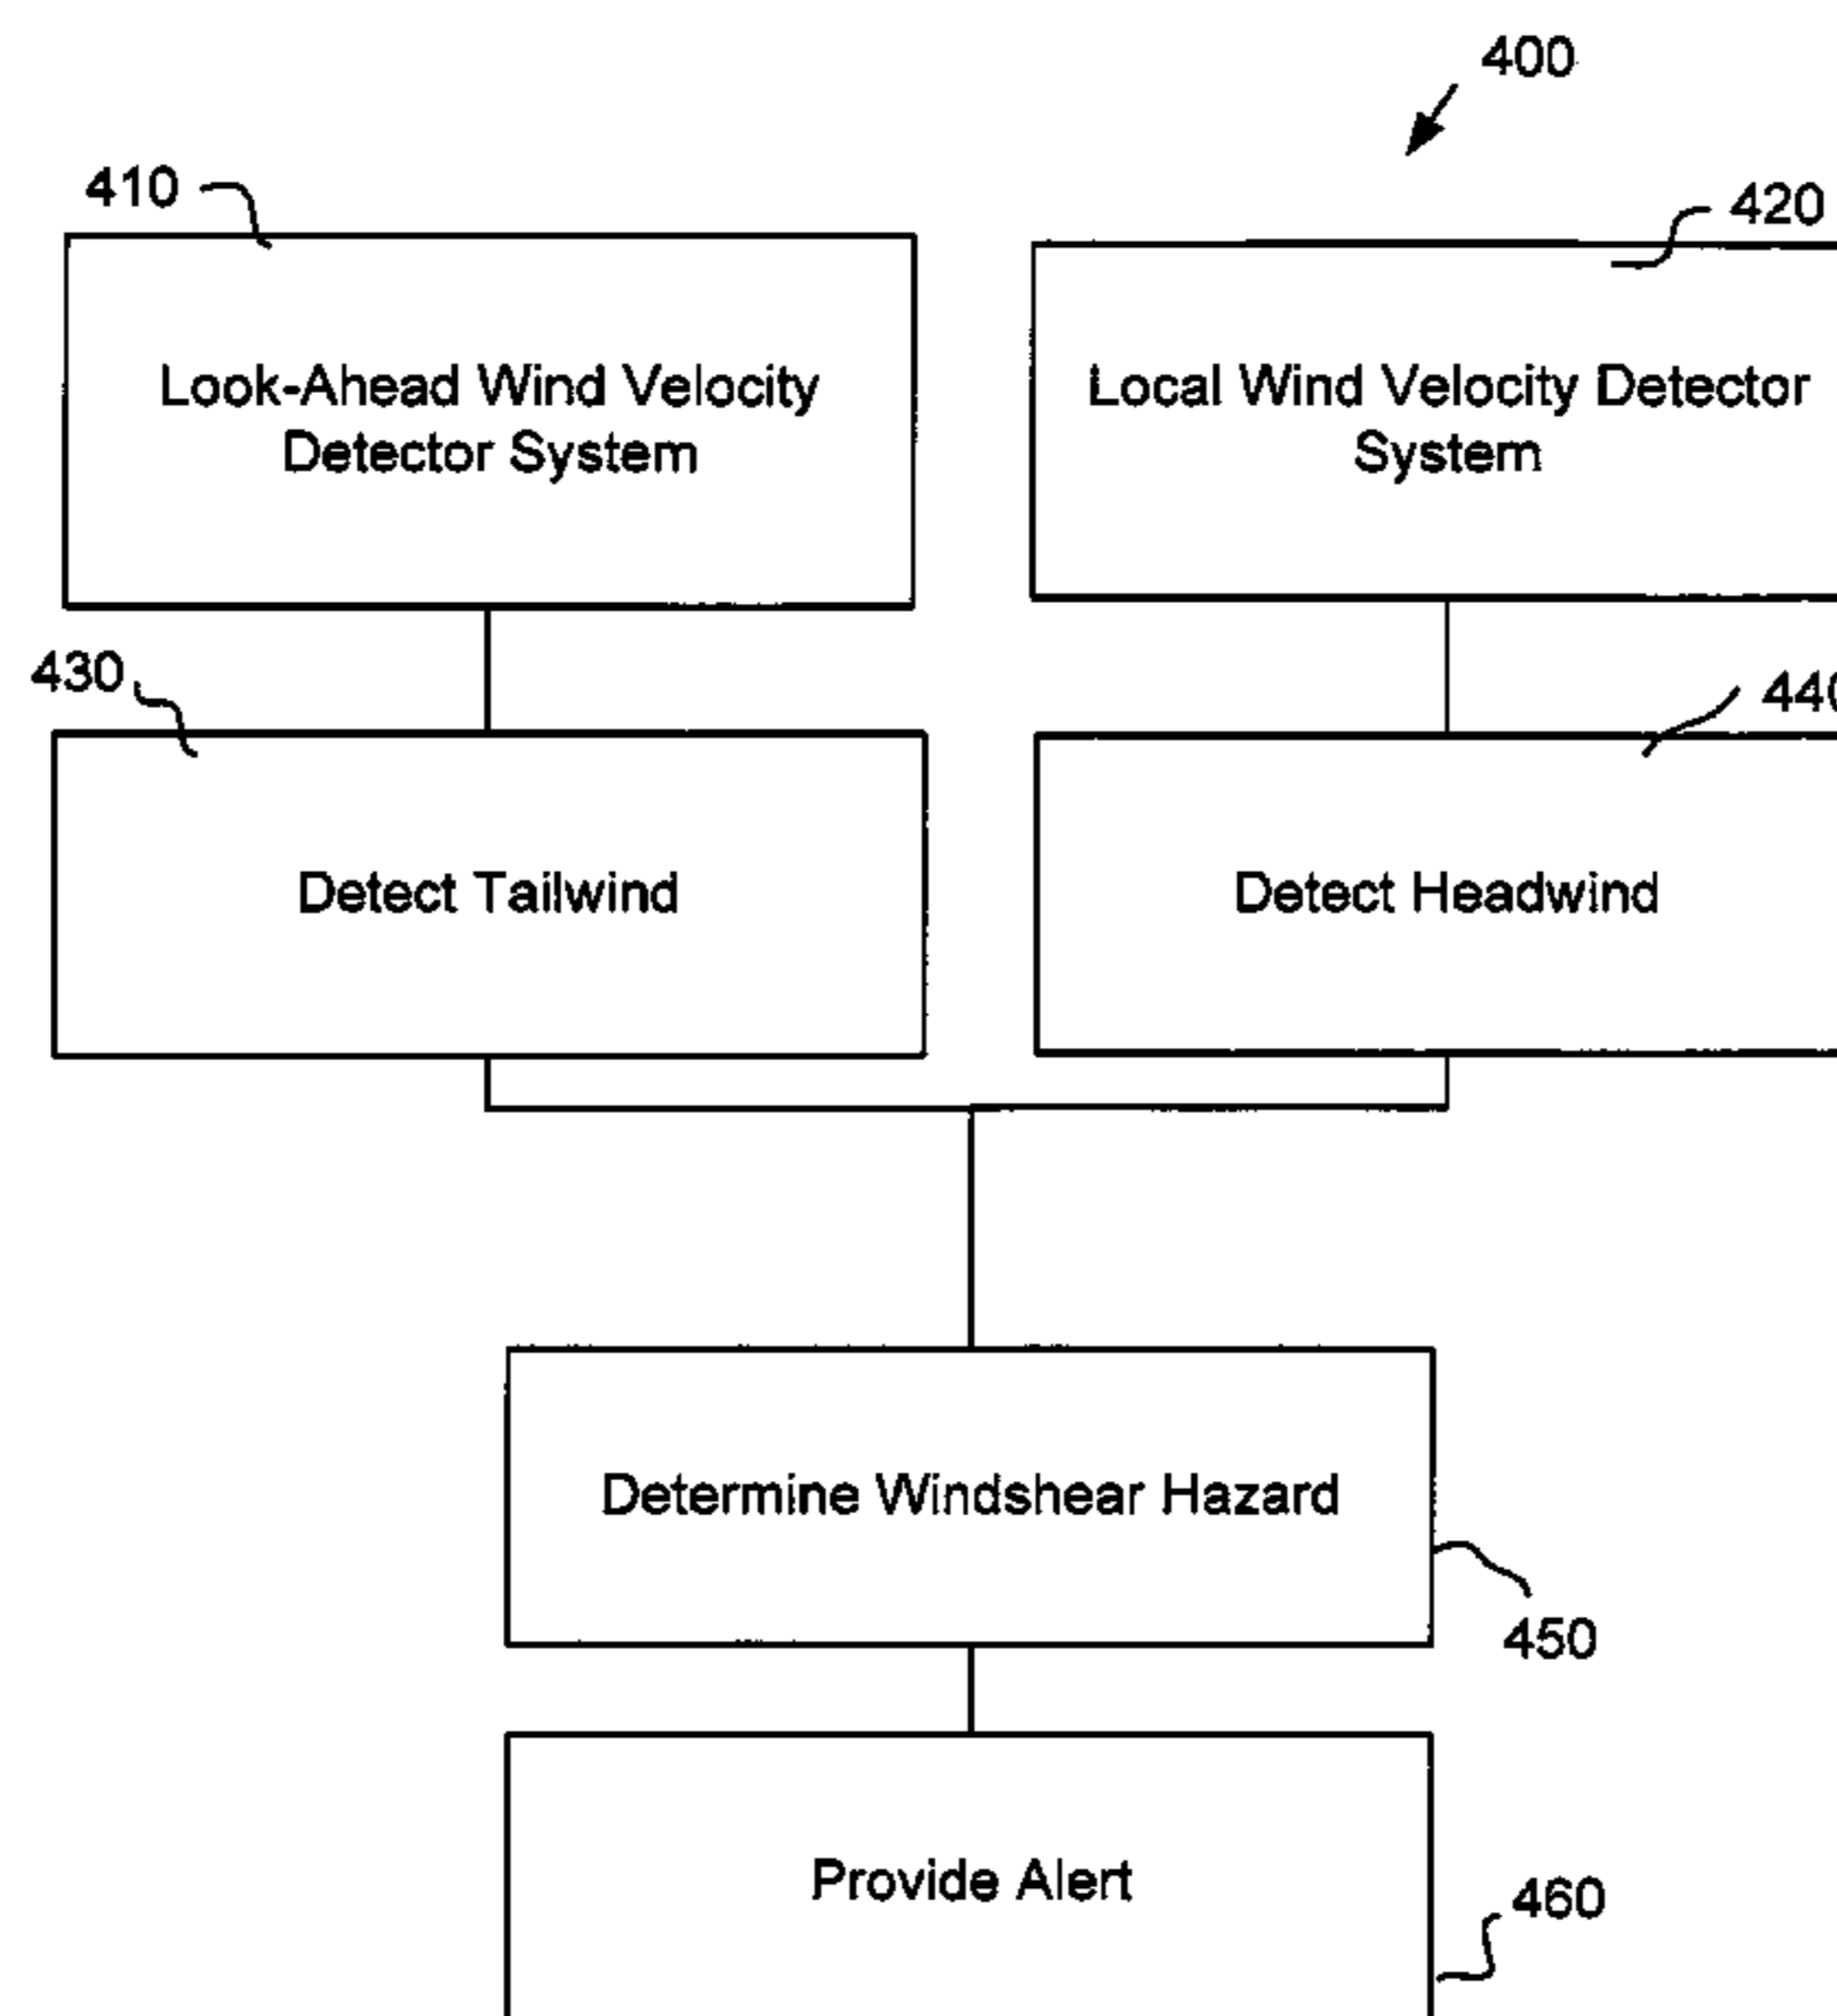 400
410
420
Look-Ahead Wind Velocity
Detector System
Local Wind Velocity Detector
System
430
440
Detect Tailwind
Detect Headwind
Determine Windshear Hazard
450
Provide Alert
460